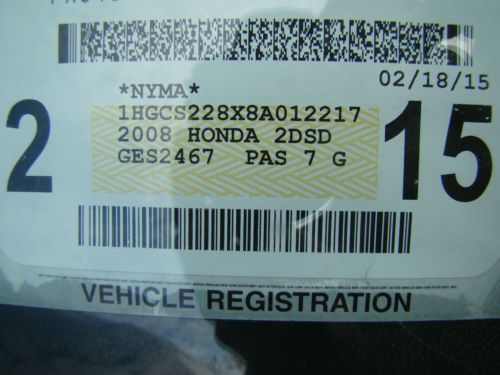 *NYMA*
02/18/15
1HGCS228X8A012217
2 2008 HONDA 2DSD 15
GES2467 PAS 7 G
VEHICLE REGISTRATION